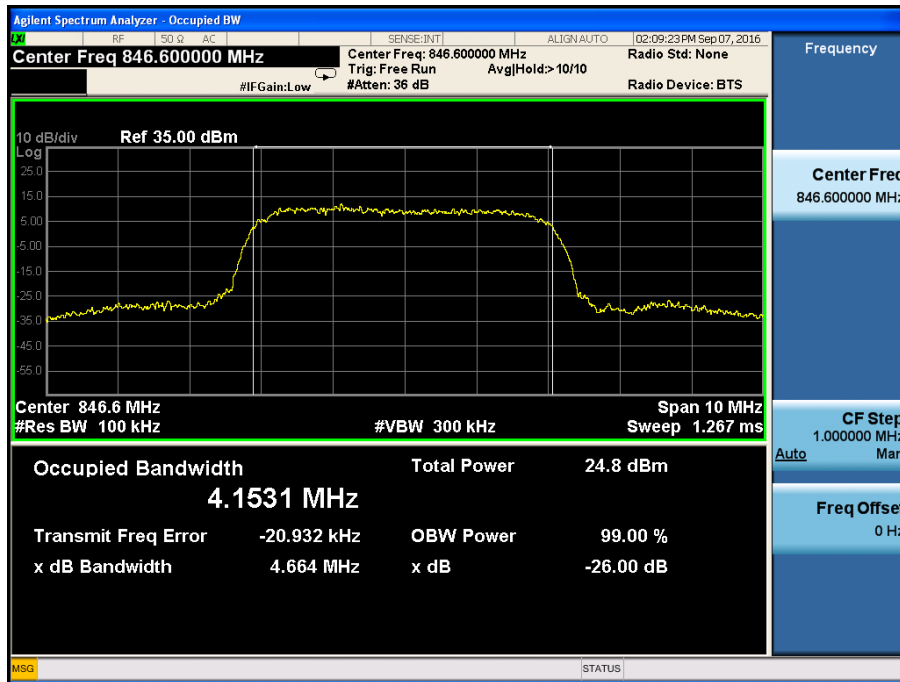 Agilent Spectrum Analyzer - Occupied BW
LXI RF 50 Ω AC SENSE:INT ALIGN AUTO 02:09:23 PM Sep 07, 2016
Center Freq 846.600000 MHz
Center Freq: 846.600000 MHz
Radio Std: None
Trig: Free Run Avg|Hold:>10/10
#IFGain:Low
#Atten: 36 dB
Radio Device: BTS
10 dB/div Ref 35.00 dBm
Log
25.0
15.0
5.00
-5.00
-15.0
-25.0
-35.0
-45.0
-55.0
Center 846.6 MHz Span 10 MHz
#Res BW 100 kHz #VBW 300 kHz Sweep 1.267 ms
Occupied Bandwidth Total Power 24.8 dBm
4.1531 MHz
Transmit Freq Error -20.932 kHz OBW Power 99.00 %
x dB Bandwidth 4.664 MHz x dB -26.00 dB
MSG STATUS
Frequency
Center Freq
846.600000 MHz
CF Step
1.000000 MHz
Auto Man
Freq Offset
0 Hz